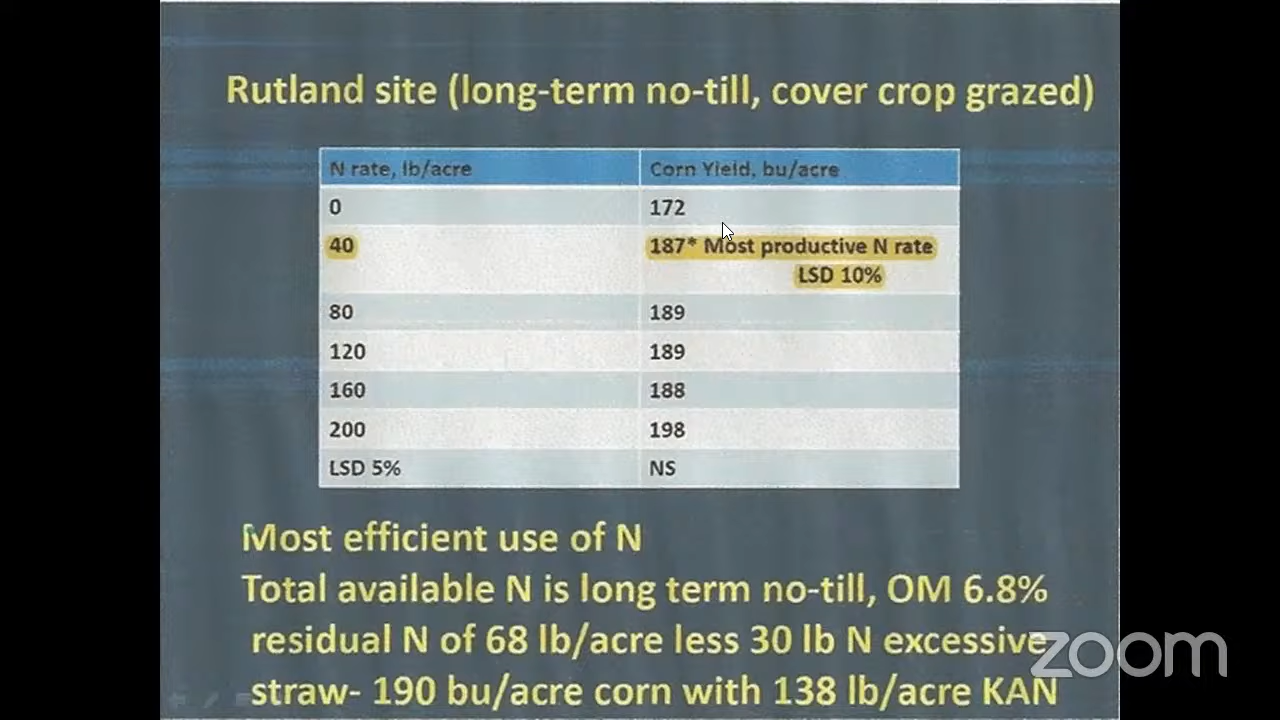 Rutland site (long-term no-till, cover crop grazed)
N rate, lb/acre Corn Yield, bu/acre
0 172
40 187* Most productive N rate
LSD 10%
80 189
120 189
160 188
200 198
LSD 5% NS
Most efficient use of N
Total available N is long term no-till, OM 6.8%
residual N of 68 lb/acre less 30 lb N excessive
straw- 190 bu/acre corn with 138 lb/acre KAN
zoom